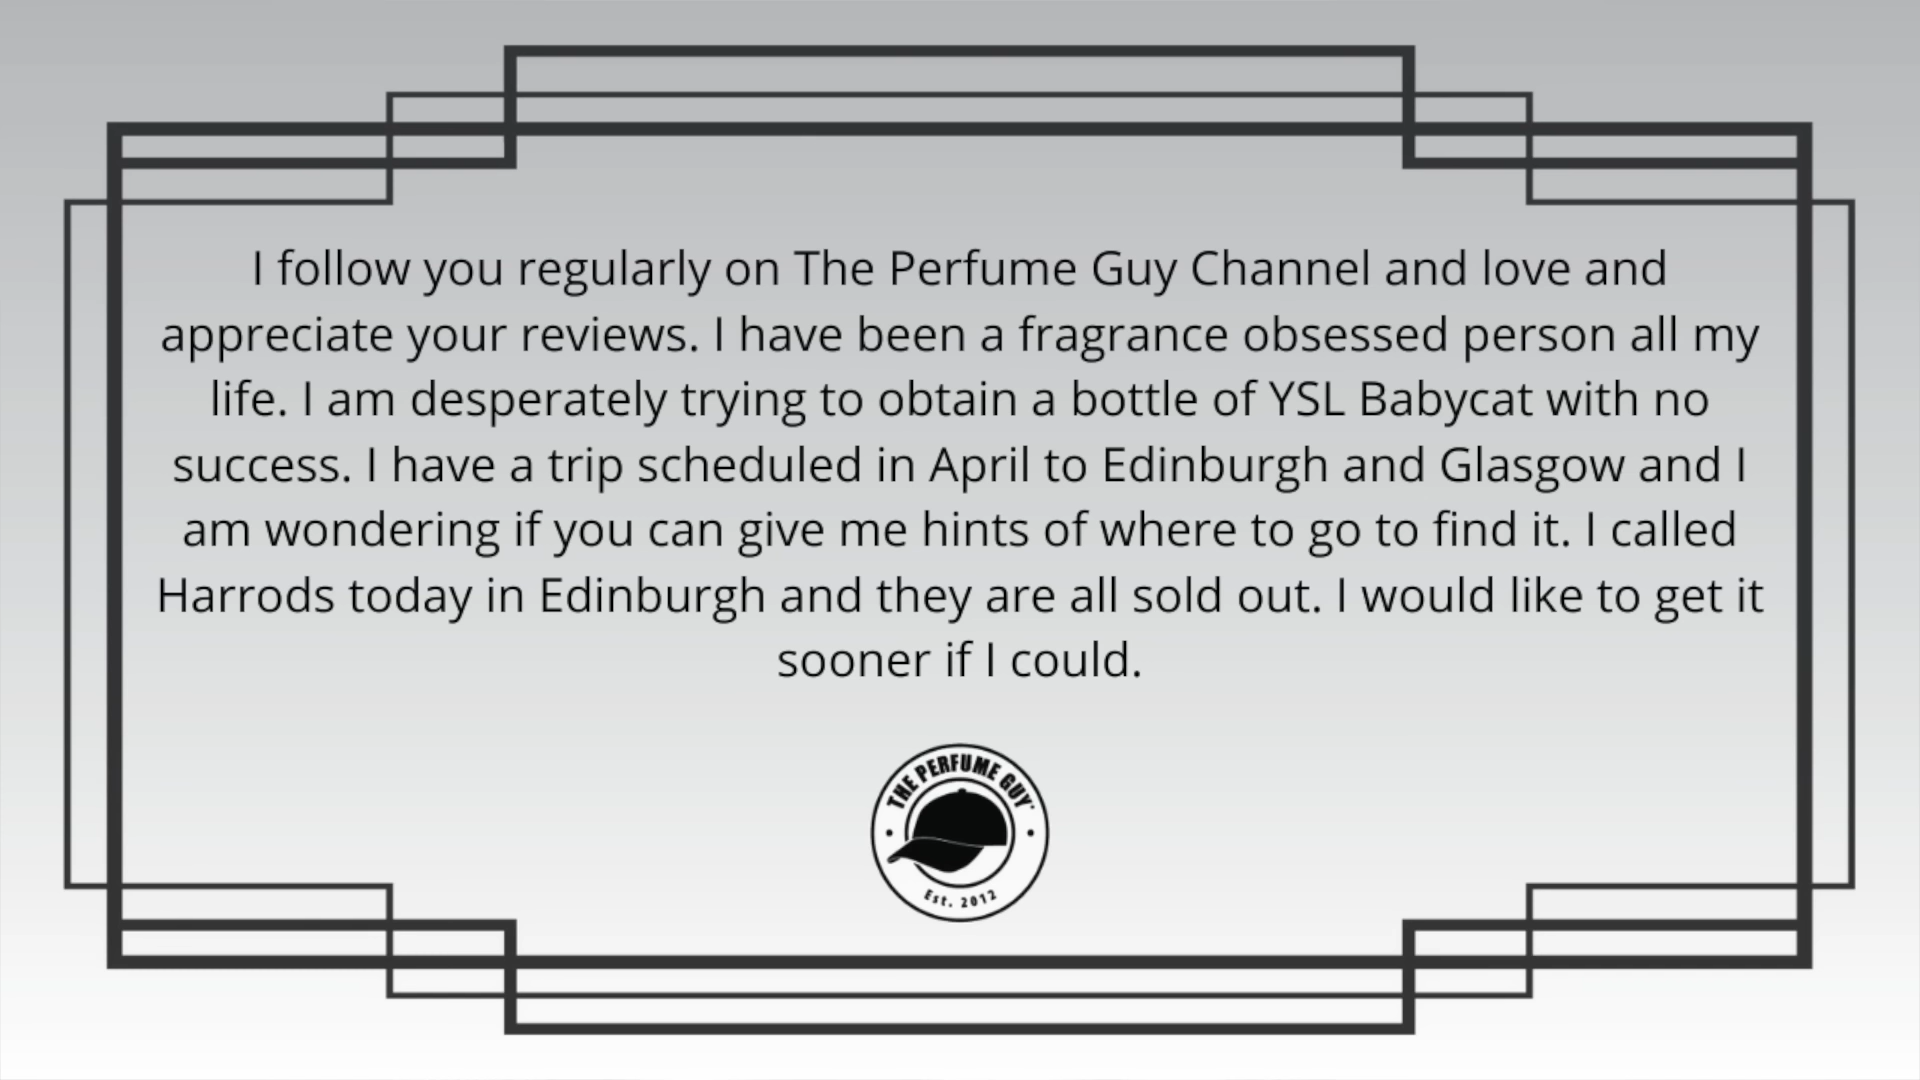 I follow you regularly on The Perfume Guy Channel and love and
appreciate your reviews. I have been a fragrance obsessed person all my
life. I am desperately trying to obtain a bottle of YSL Babycat with no
success. I have a trip scheduled in April to Edinburgh and Glasgow and I
am wondering if you can give me hints of where to go to find it. I called
Harrods today in Edinburgh and they are all sold out. I would like to get it
sooner if I could.
THE PERFUME GUY
Est. 2012